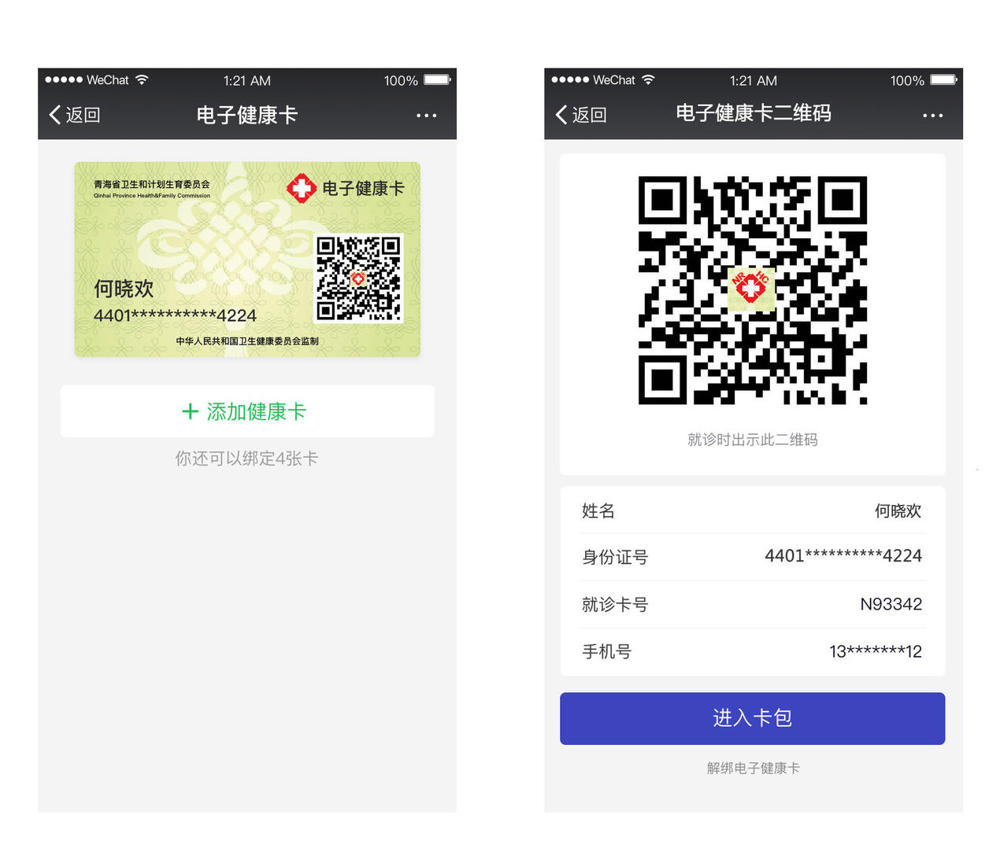 WeChat
1:21 AM
100%
返回
电子健康卡
青海省卫生和计划生育委员会
Qinhai Province Health&Family Commission
电子健康卡
何晓欢
4401**********4224
中华人民共和国卫生健康委员会监制
+ 添加健康卡
你还可以绑定4张卡
WeChat
1:21 AM
100%
返回
电子健康卡二维码
NR HC
就诊时出示此二维码
姓名 何晓欢
身份证号 4401**********4224
就诊卡号 N93342
手机号 13*******12
进入卡包
解绑电子健康卡